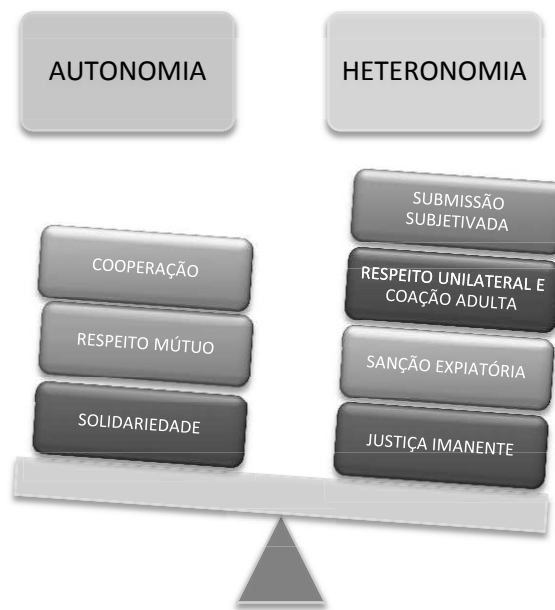 AUTONOMIA
HETERONOMIA
COOPERAÇÃO
RESPEITO MÚTUO
SOLIDARIEDADE
SUBMISSÃO
SUBJETIVADA
RESPEITO UNILATERAL E
COAÇÃO ADULTA
SANÇÃO EXPIATÓRIA
JUSTIÇA IMANENTE